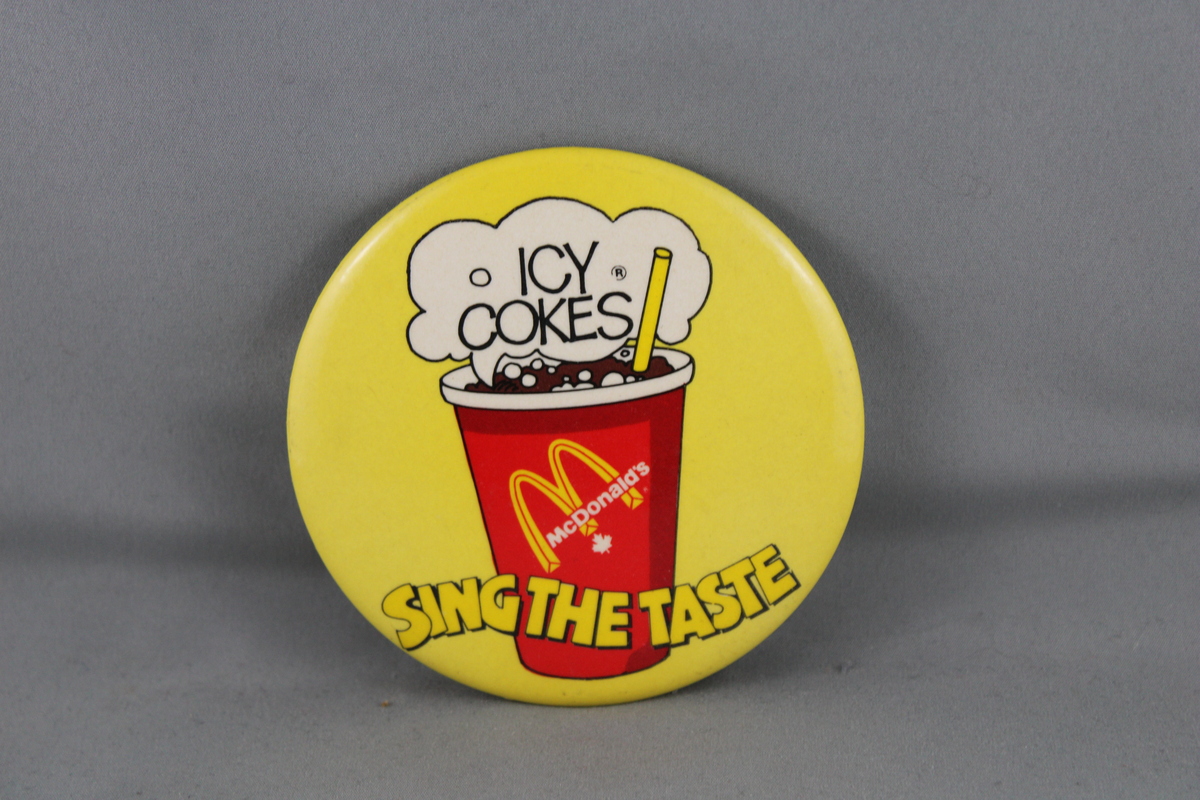 ICY ®
COKES
McDonald's
SING THE TASTE